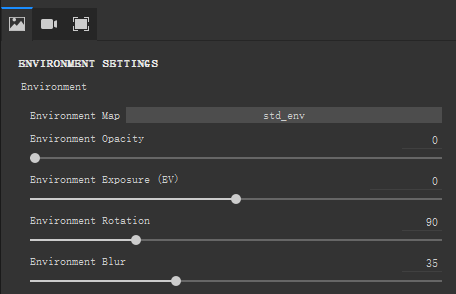 ENVIRONMENT SETTINGS
Environment
Environment Map std_env
Environment Opacity 0
Environment Exposure (EV) 0
Environment Rotation 90
Environment Blur 35